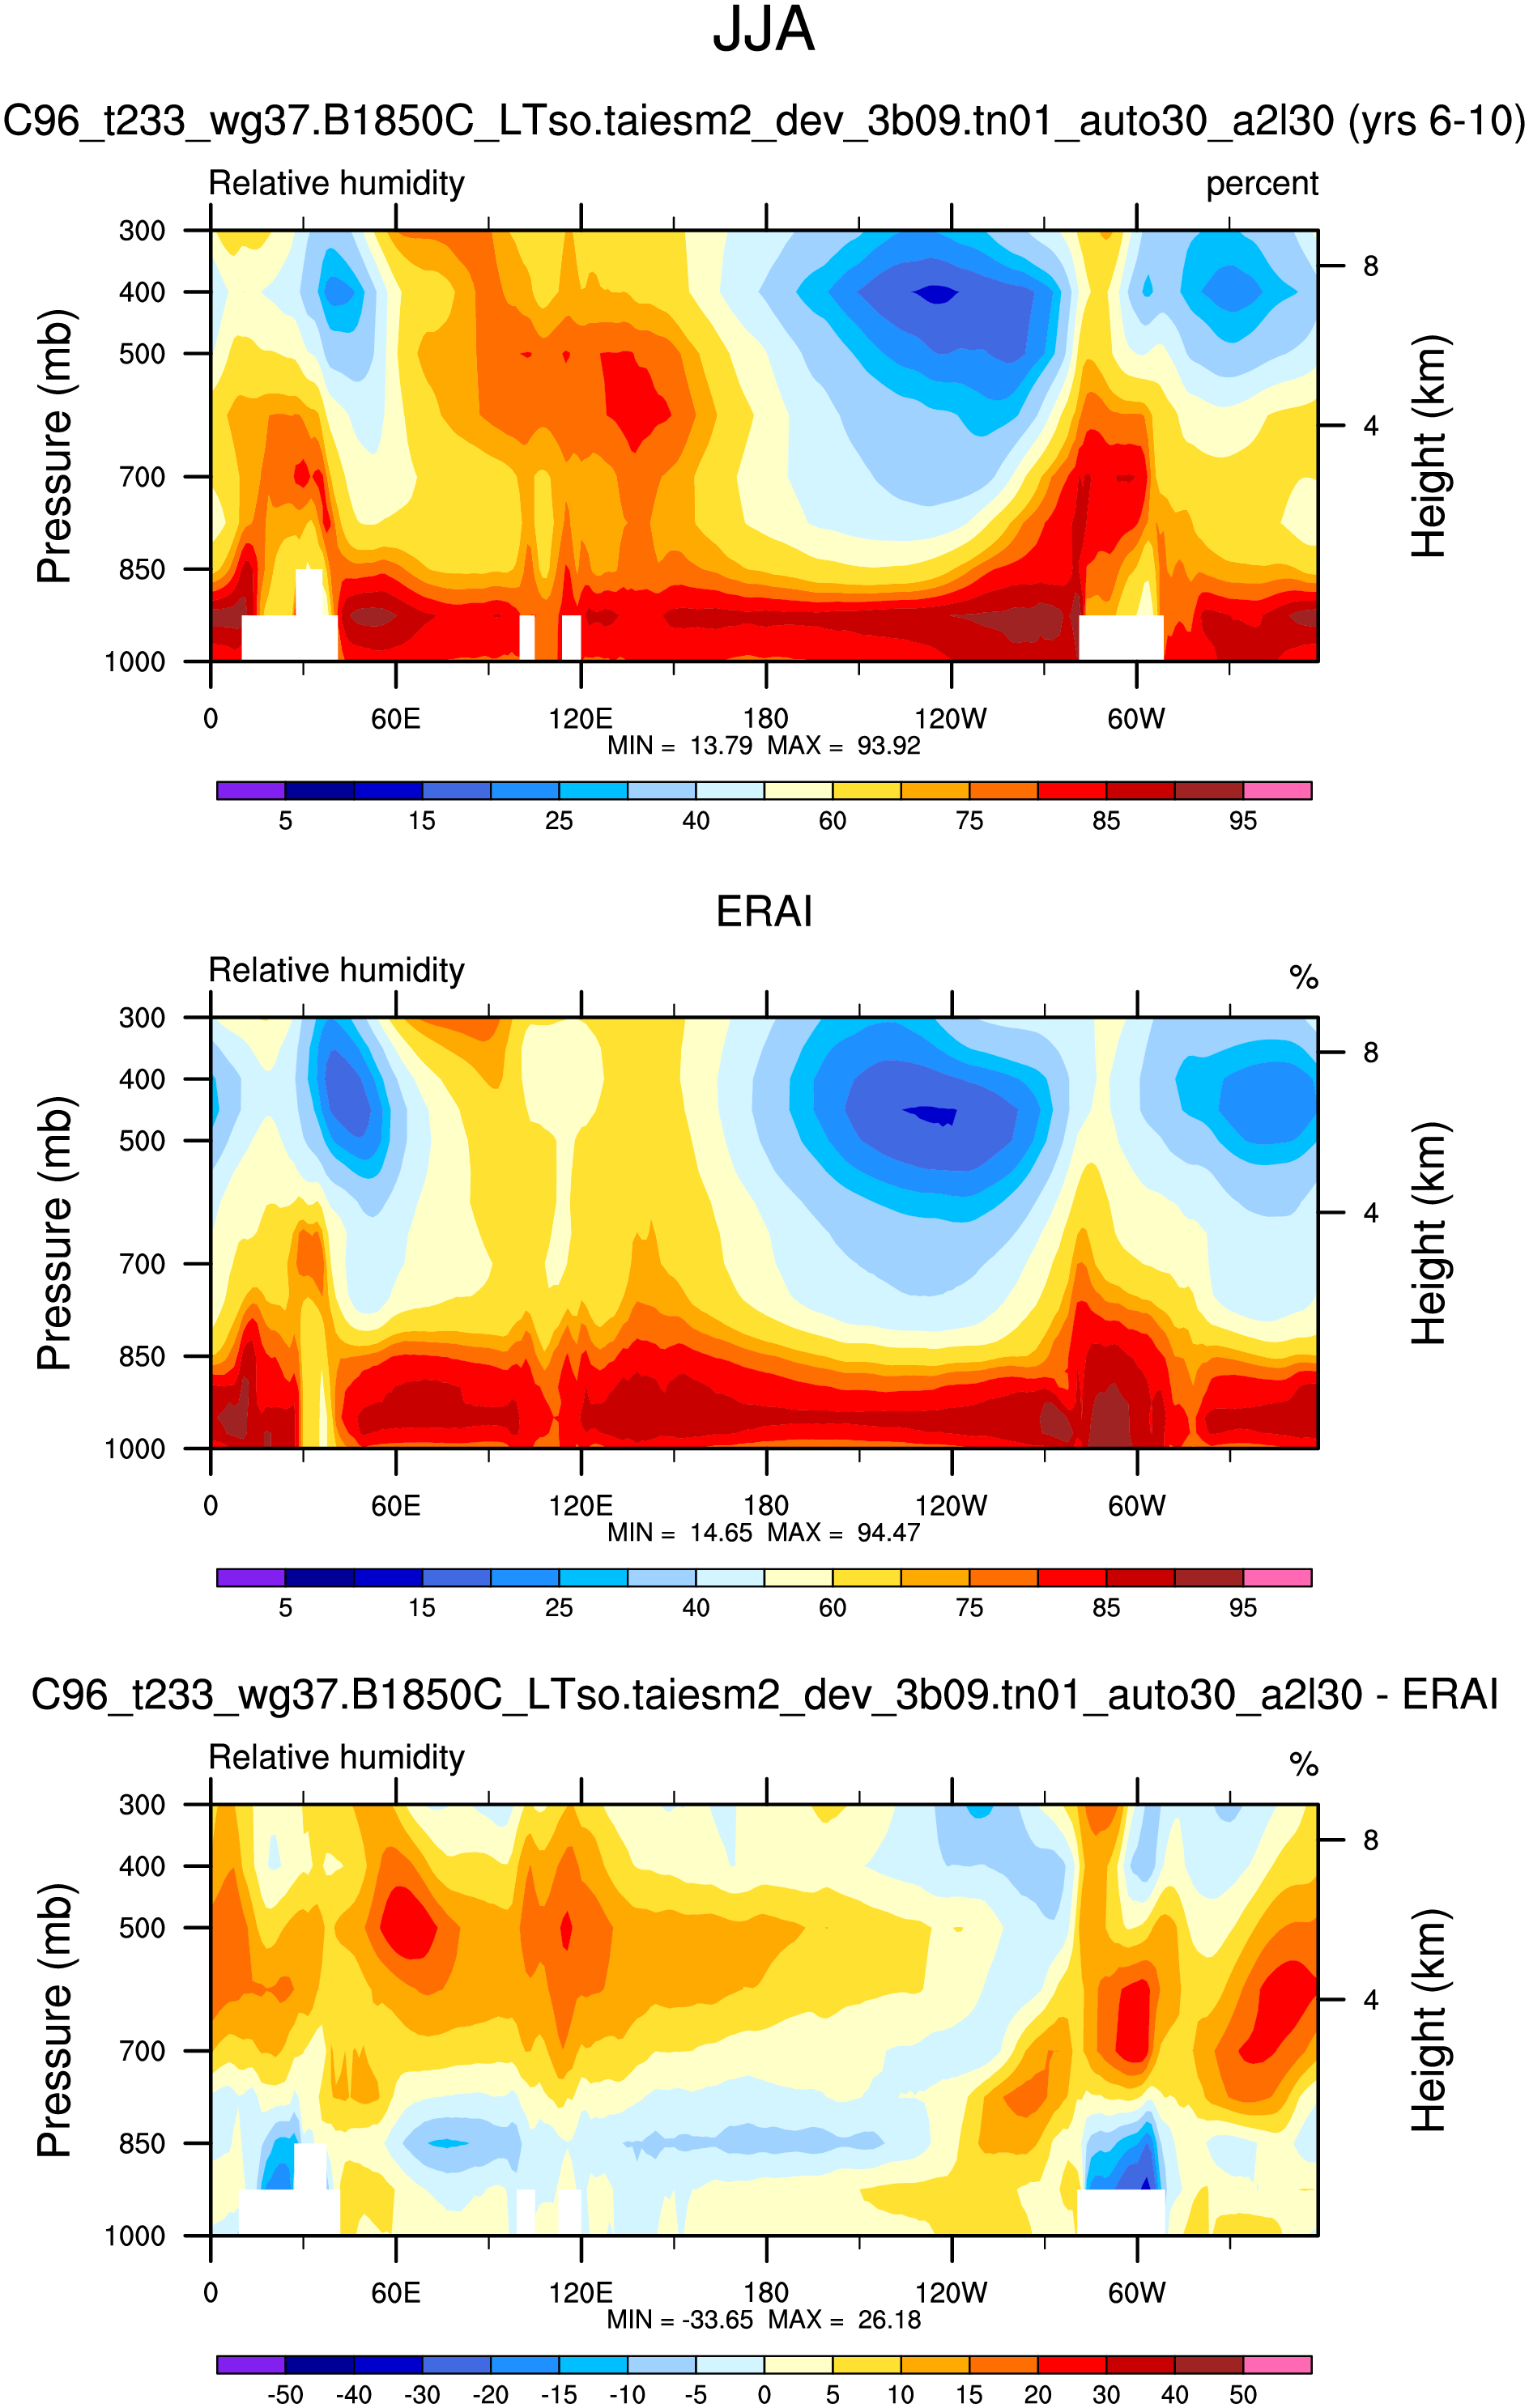 JJA
C96_t233_wg37.B1850C_LTso.taiesm2_dev_3b09.tn01_auto30_a2l30 (yrs 6-10)
Relative humidity percent
Pressure (mb)
300
400
500
700
850
1000
8
4
Height (km)
0 60E 120E 180 120W 60W
MIN = 13.79 MAX = 93.92
5 15 25 40 60 75 85 95
ERAI
Relative humidity %
Pressure (mb)
300
400
500
700
850
1000
8
4
Height (km)
0 60E 120E 180 120W 60W
MIN = 14.65 MAX = 94.47
5 15 25 40 60 75 85 95
C96_t233_wg37.B1850C_LTso.taiesm2_dev_3b09.tn01_auto30_a2l30 - ERAI
Relative humidity %
Pressure (mb)
300
400
500
700
850
1000
8
4
Height (km)
0 60E 120E 180 120W 60W
MIN = -33.65 MAX = 26.18
-50 -40 -30 -20 -15 -10 -5 0 5 10 15 20 30 40 50